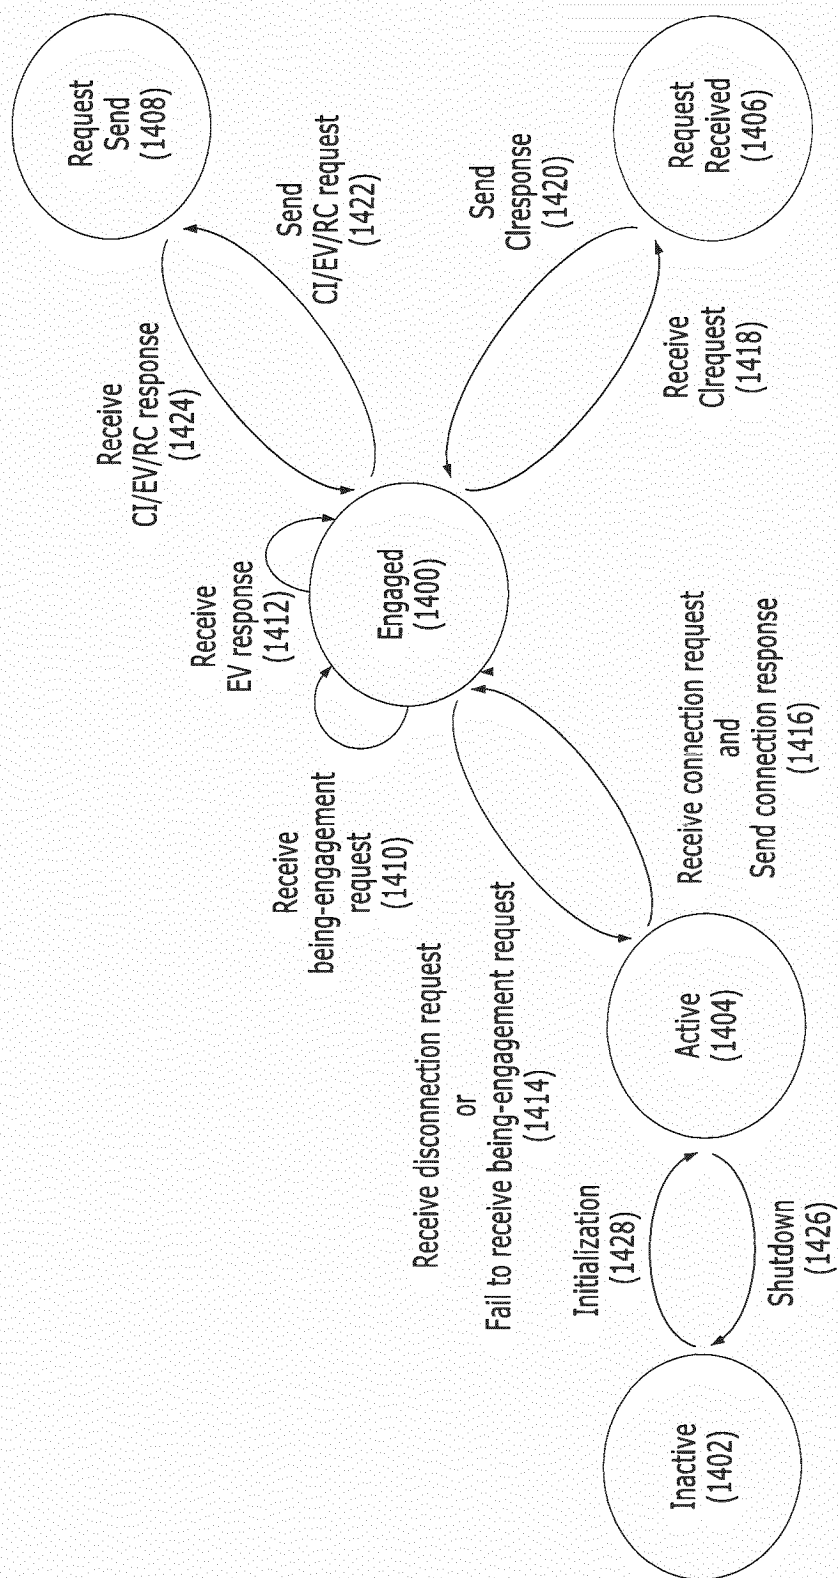 Inactive
(1402)
Initialization
(1428)
Shutdown
(1426)
Active
(1404)
Receive disconnection request
or
Fail to receive being-engagement request
(1414)
Receive connection request
and
Send connection response
(1416)
Receive
being-engagement
request
(1410)
Receive
EV response
(1412)
Engaged
(1400)
Receive
CI/EV/RC response
(1424)
Send
CI/EV/RC request
(1422)
Receive
CIrequest
(1418)
Send
CIresponse
(1420)
Request
Send
(1408)
Request
Received
(1406)